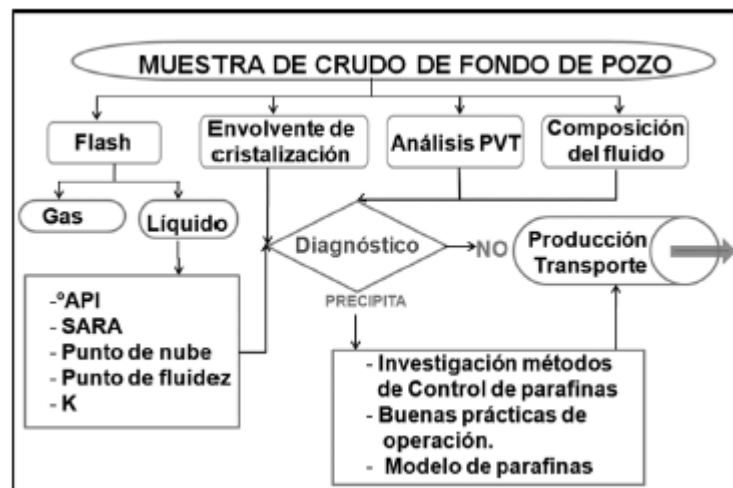 MUESTRA DE CRUDO DE FONDO DE POZO
Flash
Envolvente de
cristalización
Análisis PVT
Composición
del fluido
Gas
Líquido
Diagnóstico
NO
Producción
Transporte
PRECIPITA
-ºAPI
- SARA
- Punto de nube
- Punto de fluidez
- K
- Investigación métodos
de Control de parafinas
- Buenas prácticas de
operación.
- Modelo de parafinas